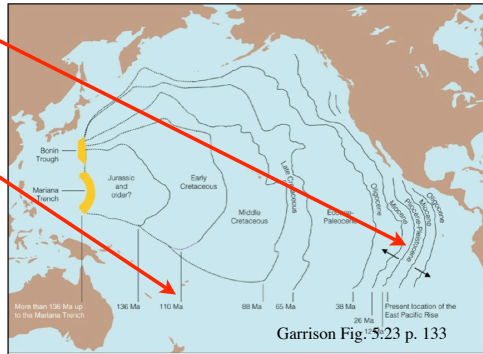 Bonin
Trough
Mariana
Trench
Jurassic
and
older?
Early
Cretaceous
Middle
Cretaceous
Late Cretaceous
Eocene-
Paleocene
Oligocene
Miocene
Pliocene-Pleistocene
Miocene
Oligocene
More than 136 Ma up
to the Mariana Trench
136 Ma
110 Ma
88 Ma
65 Ma
38 Ma
26 Ma
Present location of the
East Pacific Rise
Garrison Fig. 5.23 p. 133